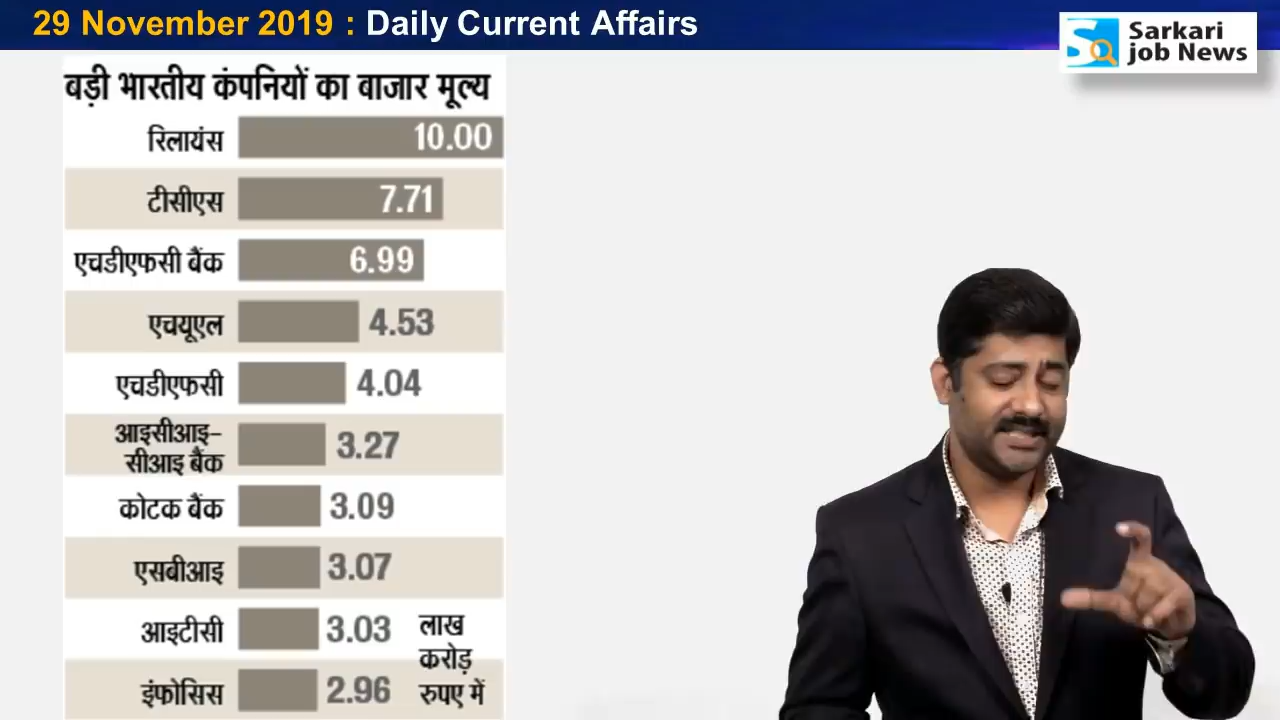 29 November 2019 : Daily Current Affairs
Sarkari
job News
बड़ी भारतीय कंपनियों का बाजार मूल्य
रिलायंस 10.00
टीसीएस 7.71
एचडीएफसी बैंक 6.99
एचयूएल 4.53
एचडीएफसी 4.04
आइसीआइ-
सीआइ बैंक 3.27
कोटक बैंक 3.09
एसबीआइ 3.07
आइटीसी 3.03
इंफोसिस 2.96
लाख
करोड़
रुपए में